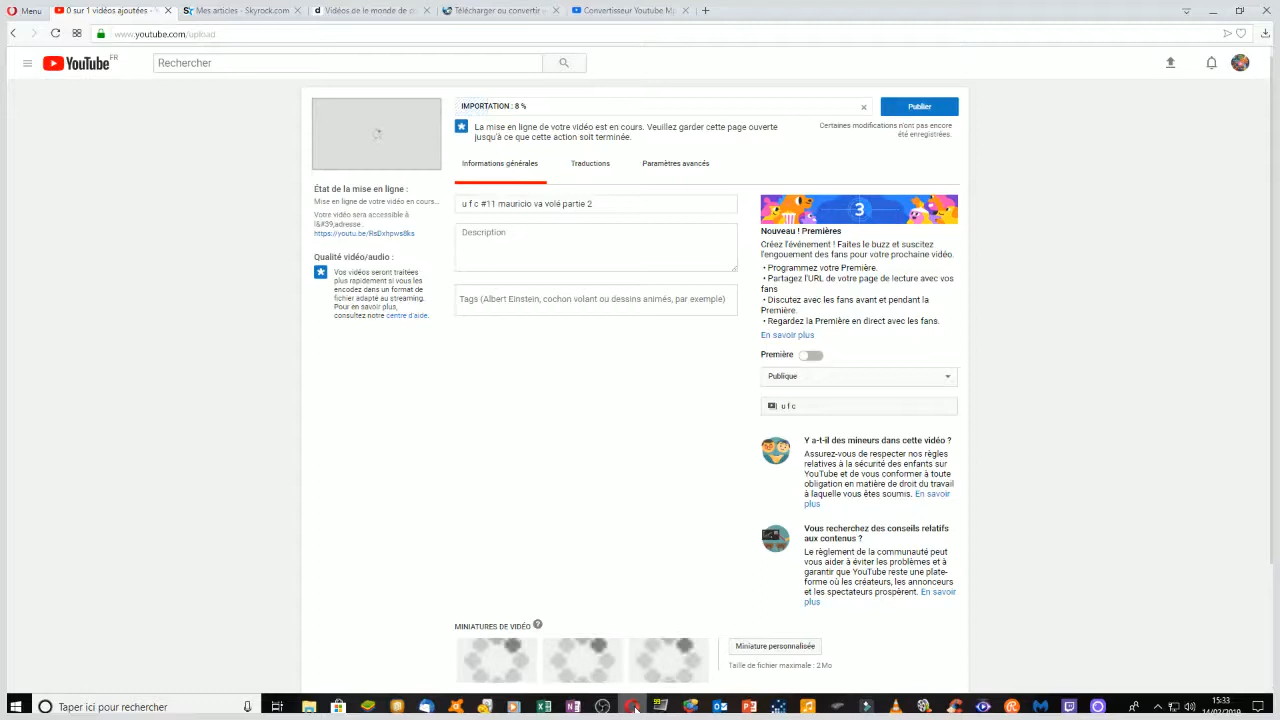 Menu
0 sur 1 vidéos ajoutées -
Mes articles - Skyrock.com
Vidéos de le monde de c
Télécharger ou convertir
Convertisseur Youtube M
www.youtube.com/upload
YouTube FR
Rechercher
IMPORTATION : 8 %
Publier
La mise en ligne de votre vidéo est en cours. Veuillez garder cette page ouverte
jusqu'à ce que cette action soit terminée.
Certaines modifications n'ont pas encore
été enregistrées.
Informations générales
Traductions
Paramètres avancés
État de la mise en ligne :
Mise en ligne de votre vidéo en cours...
Votre vidéo sera accessible à
l&#39;adresse :
https://youtu.be/RsDxhpws8ks
Qualité vidéo/audio :
Vos vidéos seront traitées
plus rapidement si vous les
encodez dans un format de
fichier adapté au streaming.
Pour en savoir plus,
consultez notre centre d'aide.
u f c #11 mauricio va volé partie 2
Description
Tags (Albert Einstein, cochon volant ou dessins animés, par exemple)
3
Nouveau ! Premières
Créez l'événement ! Faites le buzz et suscitez
l'engouement des fans pour votre prochaine vidéo.
• Programmez votre Première.
• Partagez l'URL de votre page de lecture avec vos
fans
• Discutez avec les fans avant et pendant la
Première.
• Regardez la Première en direct avec les fans.
En savoir plus
Première
Publique
u f c
Y a-t-il des mineurs dans cette vidéo ?
Assurez-vous de respecter nos règles
relatives à la sécurité des enfants sur
YouTube et de vous conformer à toute
obligation en matière de droit du travail
à laquelle vous êtes soumis. En savoir
plus
Vous recherchez des conseils relatifs
aux contenus ?
Le règlement de la communauté peut
vous aider à éviter les problèmes et à
garantir que YouTube reste une plate-
forme où les créateurs, les annonceurs
et les spectateurs prospèrent. En savoir
plus
MINIATURES DE VIDÉO ?
Miniature personnalisée
Taille de fichier maximale : 2 Mo
Taper ici pour rechercher
15:33
14/02/2019